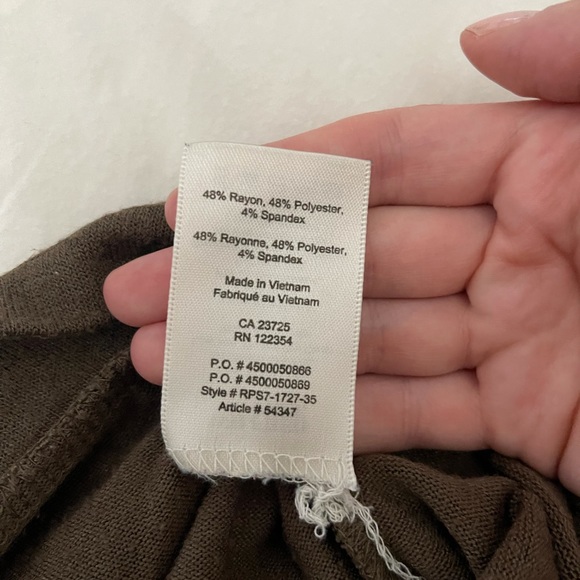 48% Rayon, 48% Polyester,
4% Spandex
48% Rayonne, 48% Polyester,
4% Spandex
Made in Vietnam
Fabriqué au Vietnam
CA 23725
RN 122354
P.O. # 4500050866
P.O. # 4500050869
Style # RPS7-1727-35
Article # 54347